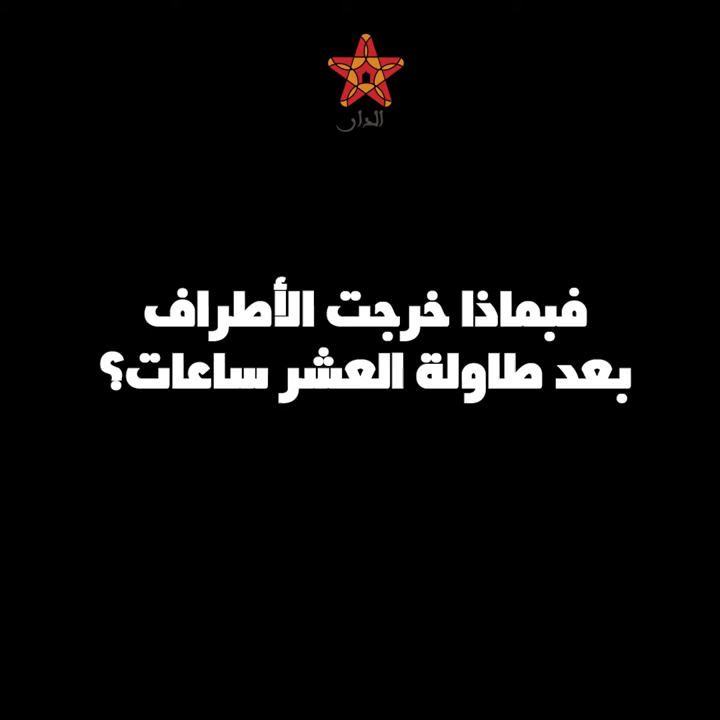 الدار
فبماذا خرجت الأطراف
بعد طاولة العشر ساعات؟